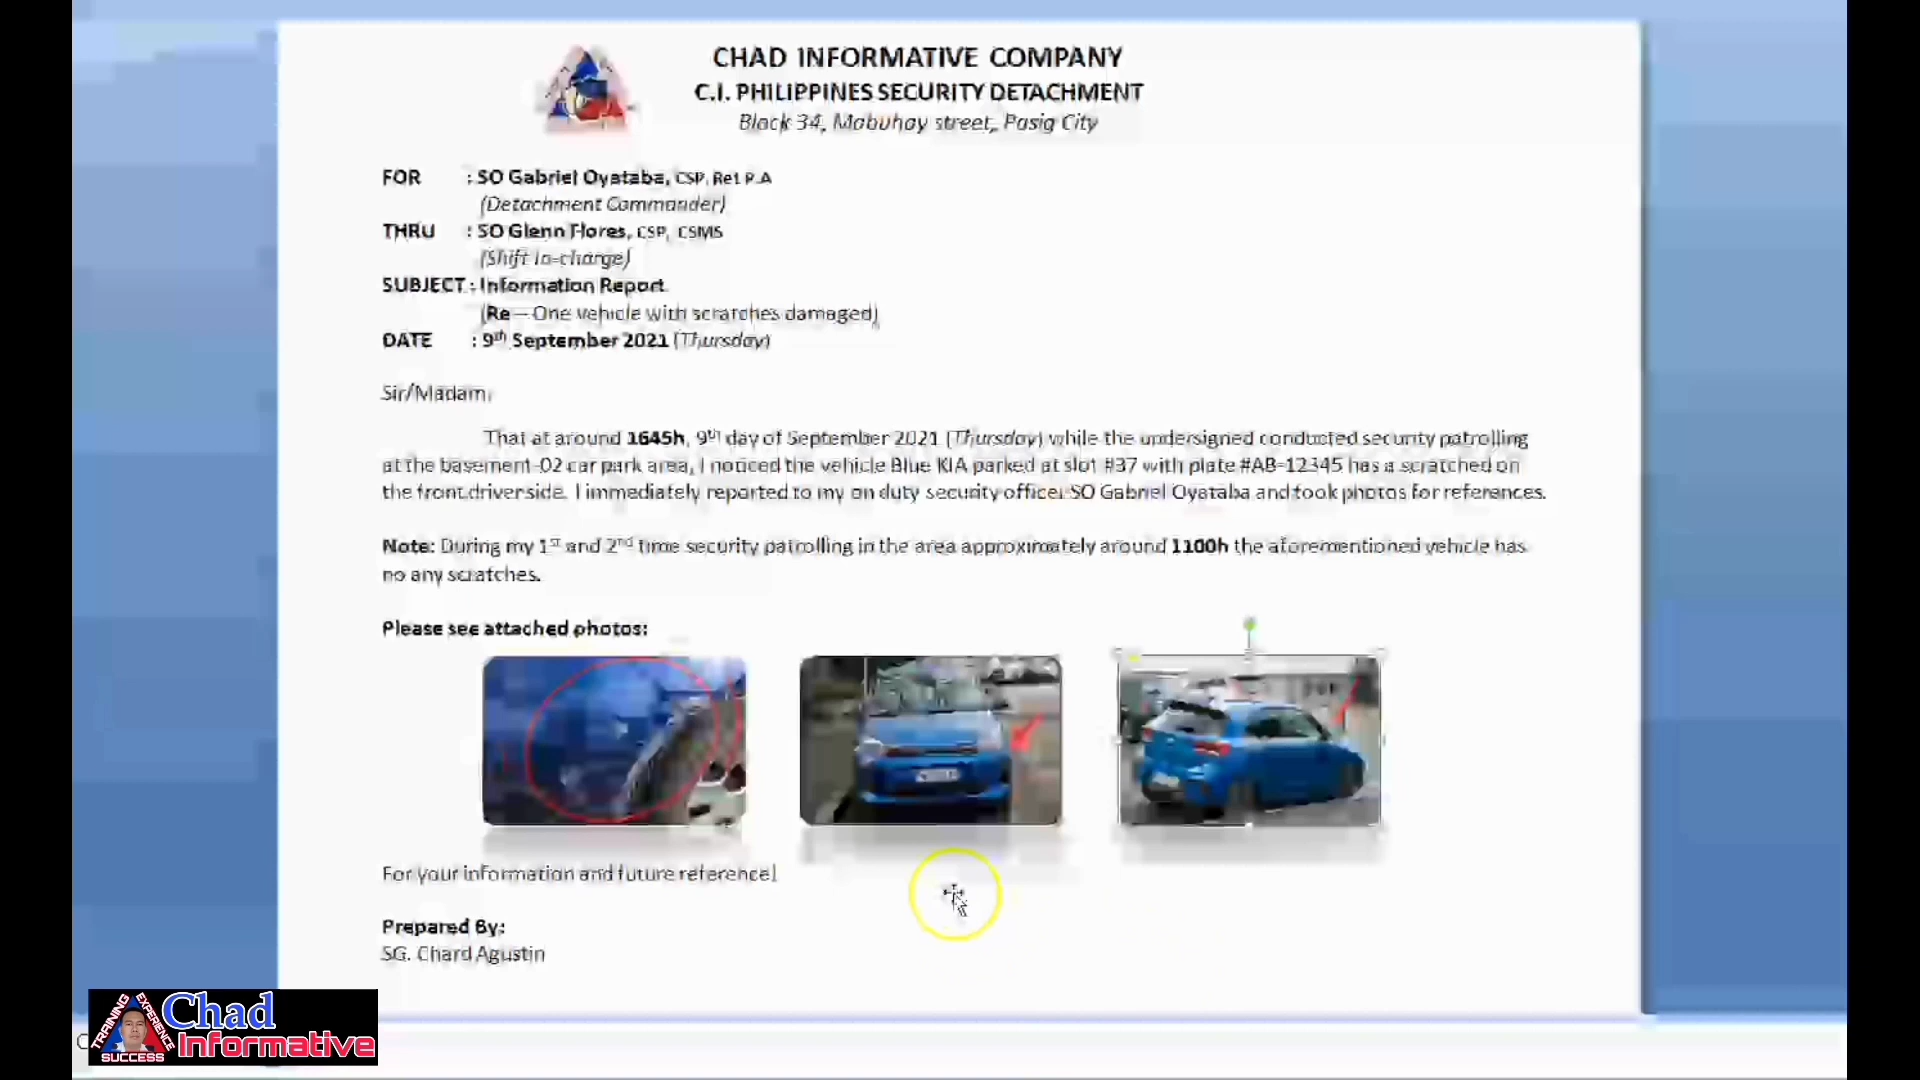 CHAD INFORMATIVE COMPANY
C.I. PHILIPPINES SECURITY DETACHMENT
Block 34, Mabuhay street, Pasig City
FOR : SO Gabriel Oyataba, CSP, Ret P.A
(Detachment Commander)
THRU : SO Glenn Flores, CSP, CSMS
(Shift In-charge)
SUBJECT : Information Report
(Re – One vehicle with scratches damaged)
DATE : 9th September 2021 (Thursday)
Sir/Madam,
That at around 1645h, 9th day of September 2021 (Thursday) while the undersigned conducted security patrolling
at the basement-02 car park area, I noticed the vehicle Blue KIA parked at slot #37 with plate #AB-12345 has a scratched on
the front driver side. I immediately reported to my on duty security officer SO Gabriel Oyataba and took photos for references.
Note: During my 1st and 2nd time security patrolling in the area approximately around 1100h the aforementioned vehicle has
no any scratches.
Please see attached photos:
For your information and future reference!
Prepared By:
SG. Chard Agustin
TRAINING EXPERIENCE
SUCCESS
Chad
Informative